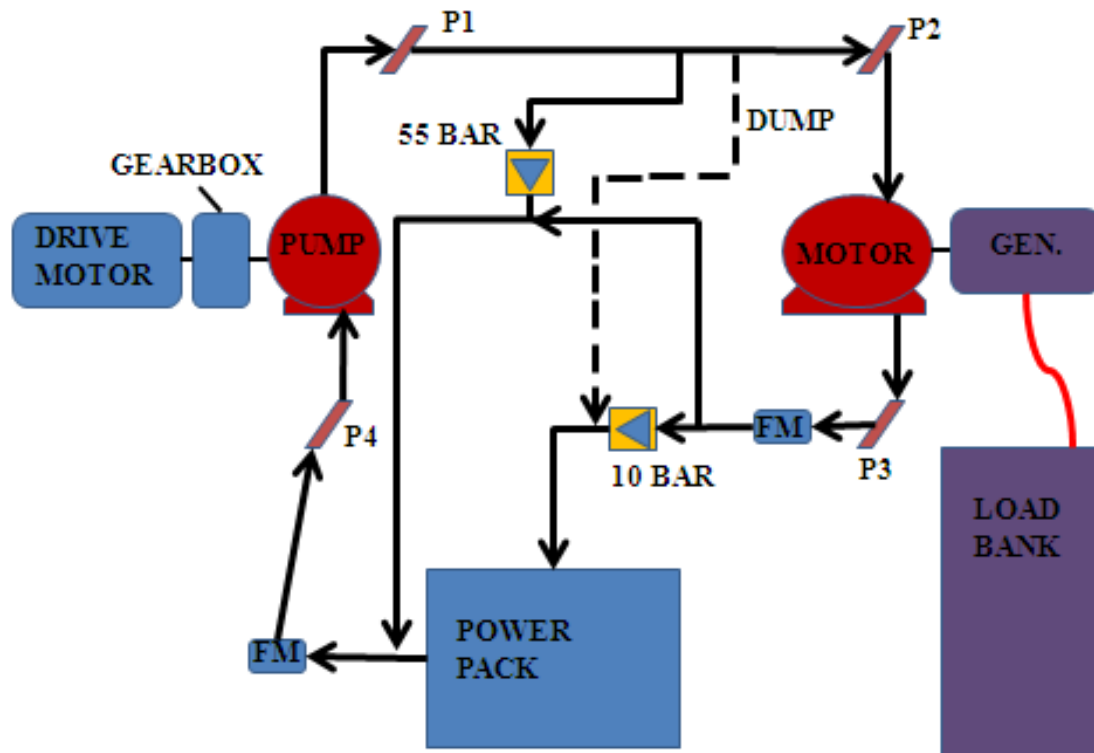 P1
P2
55 BAR
DUMP
GEARBOX
DRIVE
MOTOR
PUMP
MOTOR
GEN.
P4
FM
P3
10 BAR
LOAD
BANK
POWER
PACK
FM